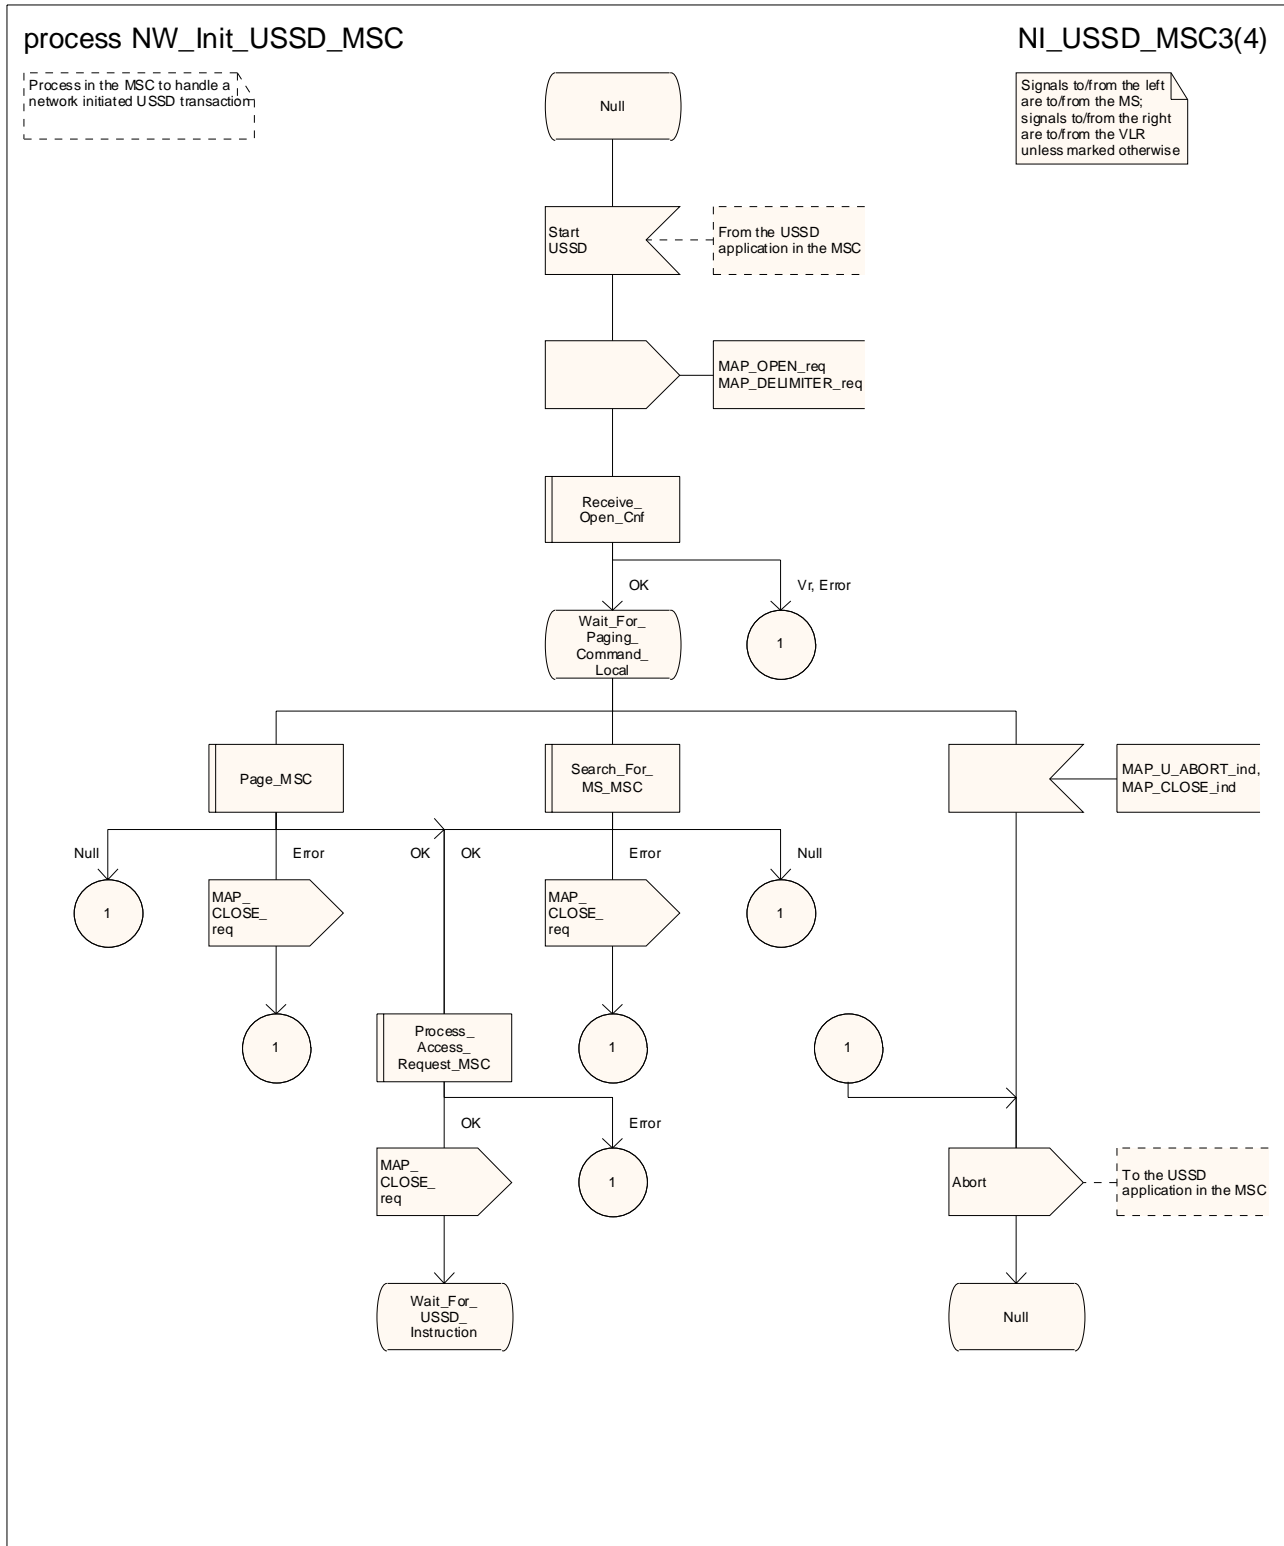 process NW_Init_USSD_MSC
NI_USSD_MSC3(4)
Process in the MSC to handle a
network initiated USSD transaction
Null
Signals to/from the left
are to/from the MS;
signals to/from the right
are to/from the VLR
unless marked otherwise
Start
USSD
From the USSD
application in the MSC
MAP_OPEN_req
MAP_DELIMITER_req
Receive_
Open_Cnf
OK
Vr, Error
Wait_For_
Paging_
Command_
Local
1
Page_MSC
Search_For_
MS_MSC
MAP_U_ABORT_ind,
MAP_CLOSE_ind
Null
Error
OK
OK
Error
Null
1
MAP_
CLOSE_
req
MAP_
CLOSE_
req
1
1
Process_
Access_
Request_MSC
1
1
OK
Error
MAP_
CLOSE_
req
1
Abort
To the USSD
application in the MSC
Wait_For_
USSD_
Instruction
Null